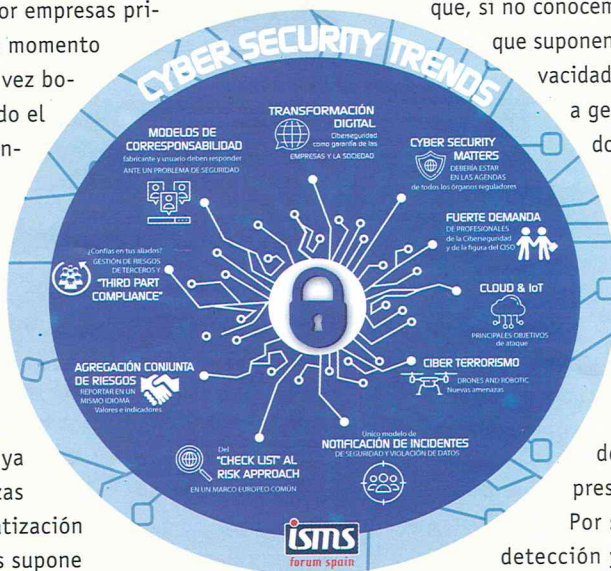 or empresas pri-
momento
vez bo-
do el
n-
ya
zas
tización
s supone
CYBER SECURITY TRENDS
TRANSFORMACIÓN
DIGITAL
Ciberseguridad
como garantía de las
EMPRESAS Y LA SOCIEDAD
CYBER SECURITY
MATTERS
DEBERÍA ESTAR
EN LAS AGENDAS
de todos los órganos reguladores
FUERTE DEMANDA
DE PROFESIONALES
de la Ciberseguridad
y de la figura del CISO
CLOUD & IoT
PRINCIPALES OBJETIVOS
de ataque
CIBER TERRORISMO
DRONES AND ROBOTIC
Nuevas amenazas
Único modelo de
NOTIFICACIÓN DE INCIDENTES
DE SEGURIDAD Y VIOLACIÓN DE DATOS
Del
"CHECK LIST" AL
RISK APPROACH
EN UN MARCO EUROPEO COMÚN
AGREGACIÓN CONJUNTA
DE RIESGOS
REPORTAR EN UN
MISMO IDIOMA
Valores e indicadores
¿Confías en tus aliados?
GESTIÓN DE RIESGOS
DE TERCEROS Y
"THIRD PART
COMPLIANCE"
MODELOS DE
CORRESPONSABILIDAD
fabricante y usuario deben responder
ANTE UN PROBLEMA DE SEGURIDAD
isms
forum spain
que, si no conocem
que suponen
vacidad
a ge
do
de
pres
Por s
detección y